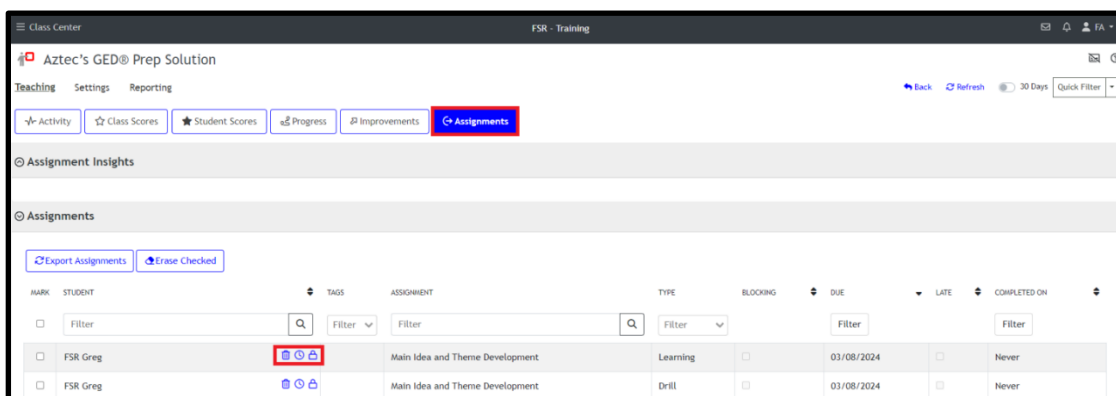 Class Center FSR - Training FA
Aztec's GED® Prep Solution
Teaching Settings Reporting Back Refresh 30 Days Quick Filter
Activity Class Scores Student Scores Progress Improvements Assignments
Assignment Insights
Assignments
Export Assignments Erase Checked
MARK STUDENT TAGS ASSIGNMENT TYPE BLOCKING DUE LATE COMPLETED ON
Filter Filter Filter Filter Filter Filter
FSR Greg Main Idea and Theme Development Learning 03/08/2024 Never
FSR Greg Main Idea and Theme Development Drill 03/08/2024 Never